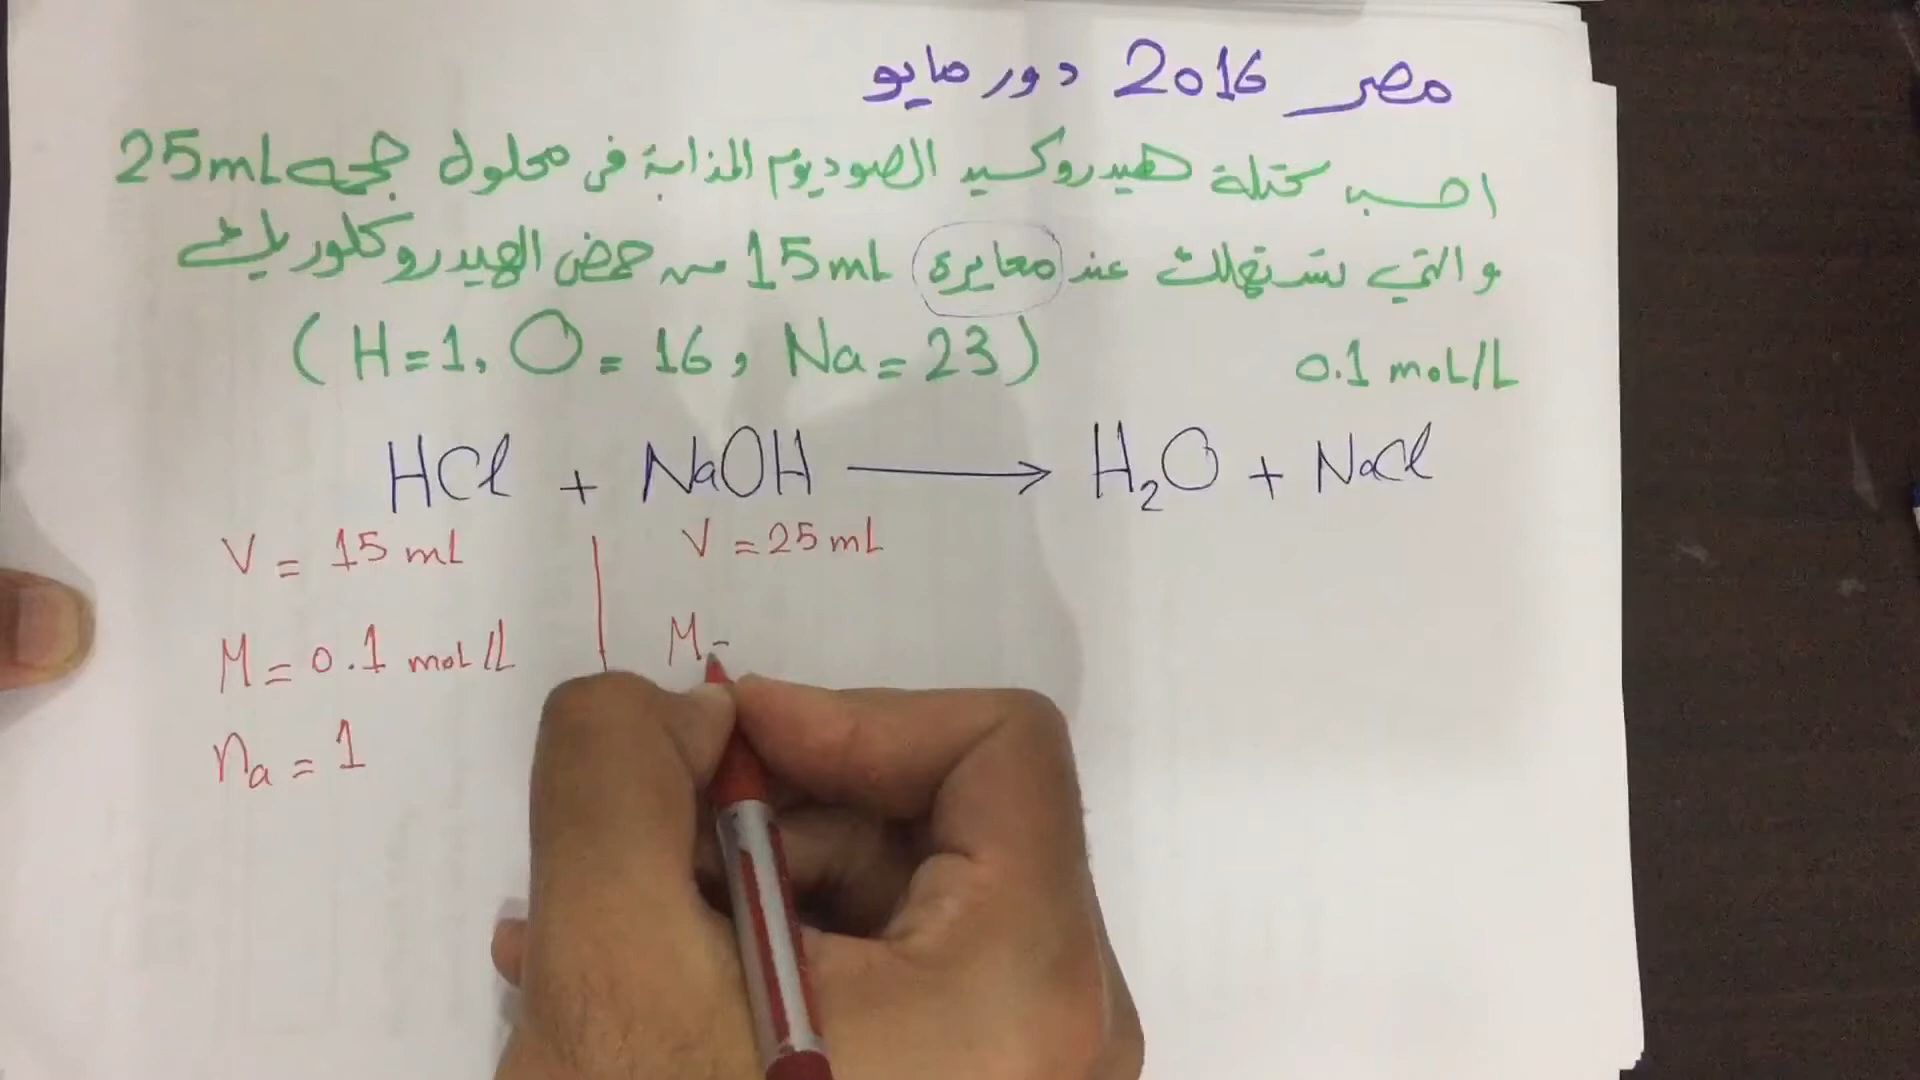 مصر 2016 دور مايو
احسب كتلة هيدروكسيد الصوديوم المذابة فى محلول حجمه 25mL
والتي تستهلك عند معايرة 15mL من حمض الهيدروكلوريك
0.1 moL/L (H=1, O=16, Na=23)
HCl + NaOH → H₂O + NaCl
V = 15 mL V = 25 mL
M = 0.1 moL/L M=
na = 1